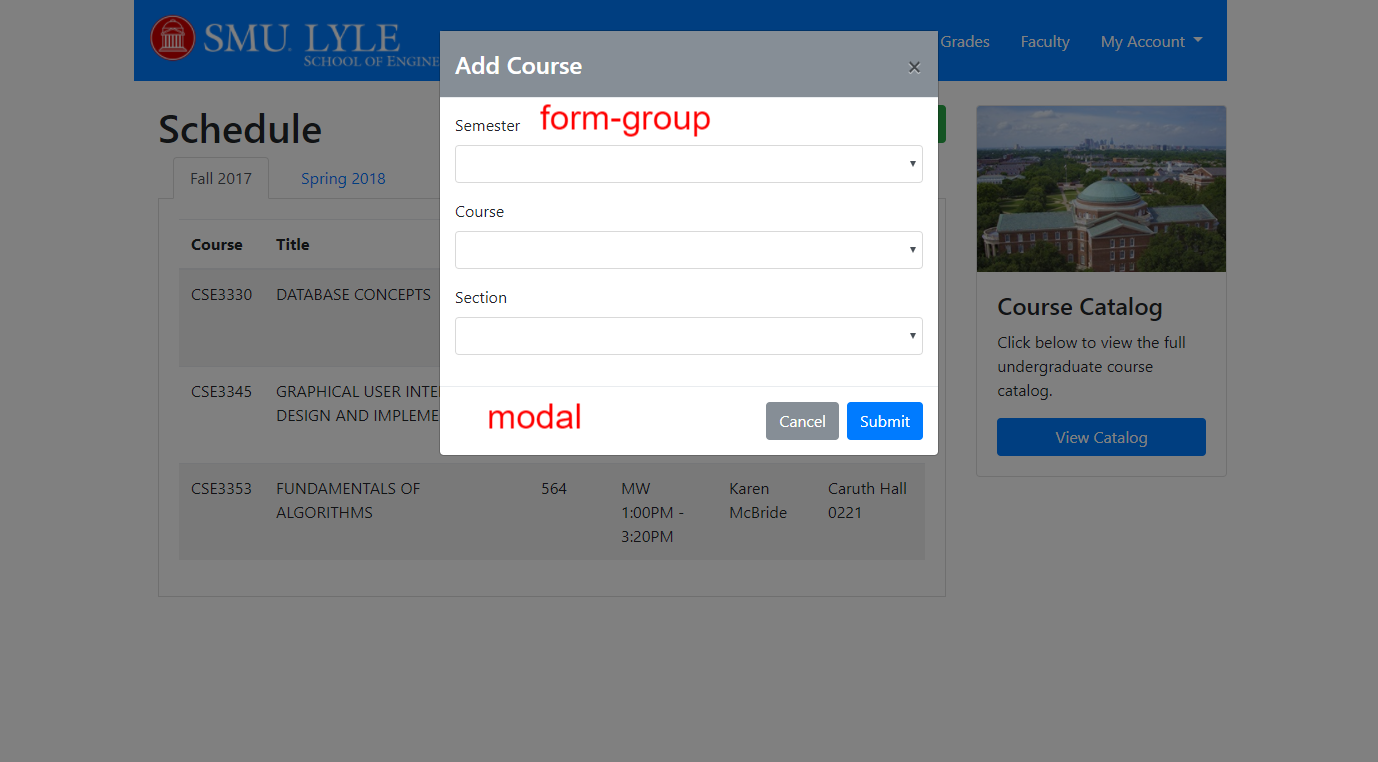 SMU. LYLE
SCHOOL OF ENGINE
Grades
Faculty
My Account
Add Course
×
Semester
form-group
Course
Section
modal
Cancel
Submit
Schedule
Fall 2017
Spring 2018
Course Title
CSE3330 DATABASE CONCEPTS
CSE3345 GRAPHICAL USER INTE
DESIGN AND IMPLEME
CSE3353 FUNDAMENTALS OF 564 MW Karen Caruth Hall
ALGORITHMS 1:00PM - McBride 0221
3:20PM
Course Catalog
Click below to view the full
undergraduate course
catalog.
View Catalog